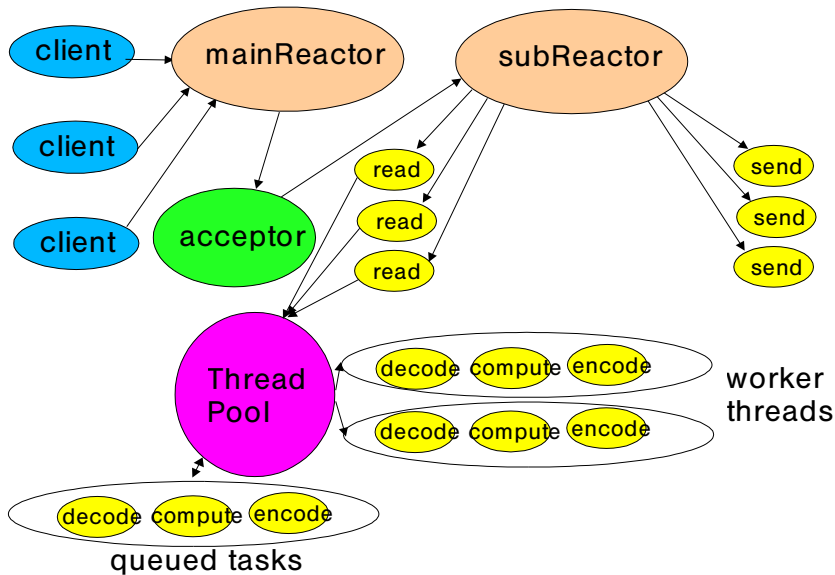 client
mainReactor
subReactor
client
read
send
client
acceptor
read
send
read
send
Thread
Pool
decode compute encode
worker
threads
decode compute encode
decode compute encode
queued tasks